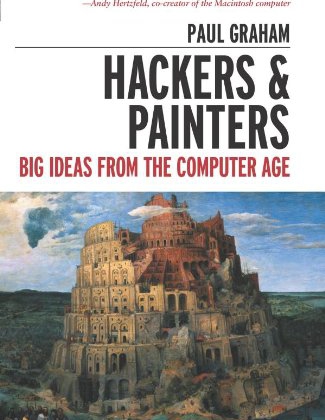 —Andy Hertzfeld, co-creator of the Macintosh computer
PAUL GRAHAM
HACKERS &
PAINTERS
BIG IDEAS FROM THE COMPUTER AGE